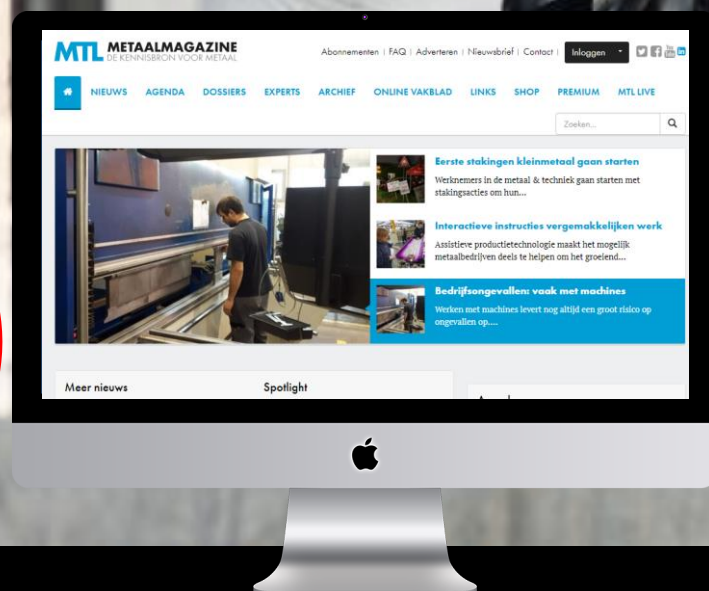 MTL METAALMAGAZINE
DE KENNISBRON VOOR METAAL
Abonnementen | FAQ | Adverteren | Nieuwsbrief | Contact | Inloggen
NIEUWS AGENDA DOSSIERS EXPERTS ARCHIEF ONLINE VAKBLAD LINKS SHOP PREMIUM MTL LIVE
Zoeken...
Eerste stakingen kleinmetaal gaan starten
Werknemers in de metaal & techniek gaan starten met
stakingsacties om hun...
Interactieve instructies vergemakkelijken werk
Assistieve productietechnologie maakt het mogelijk
metaalbedrijven deels te helpen om het groeiend...
Bedrijfsongevallen: vaak met machines
Werken met machines levert nog altijd een groot risico op
ongevallen op....
Meer nieuws
Spotlight